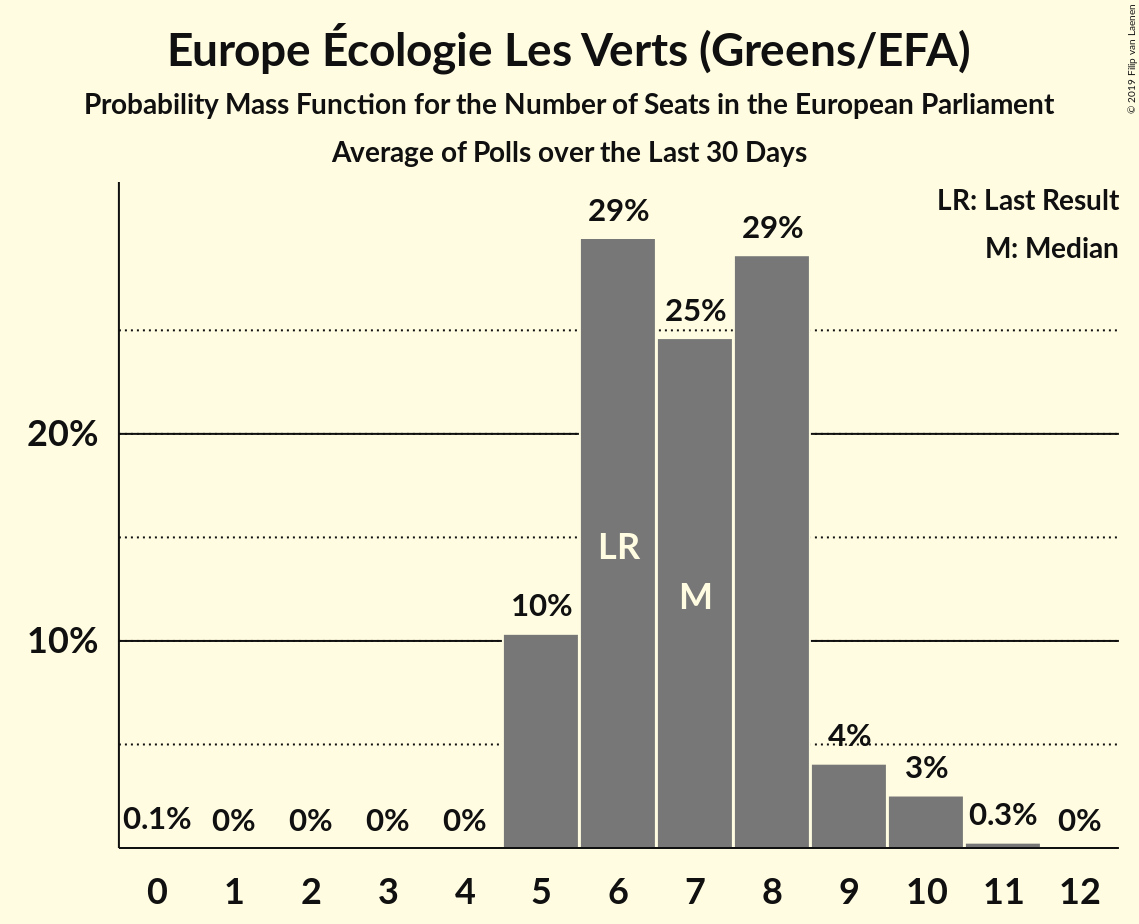 Europe Écologie Les Verts (Greens/EFA)
Probability Mass Function for the Number of Seats in the European Parliament
Average of Polls over the Last 30 Days
© 2019 Filip van Laenen
LR: Last Result
M: Median
29%
29%
25%
20%
LR
M
10%
10%
4%
3%
0.1% 0% 0% 0% 0% 0.3% 0%
0 1 2 3 4 5 6 7 8 9 10 11 12